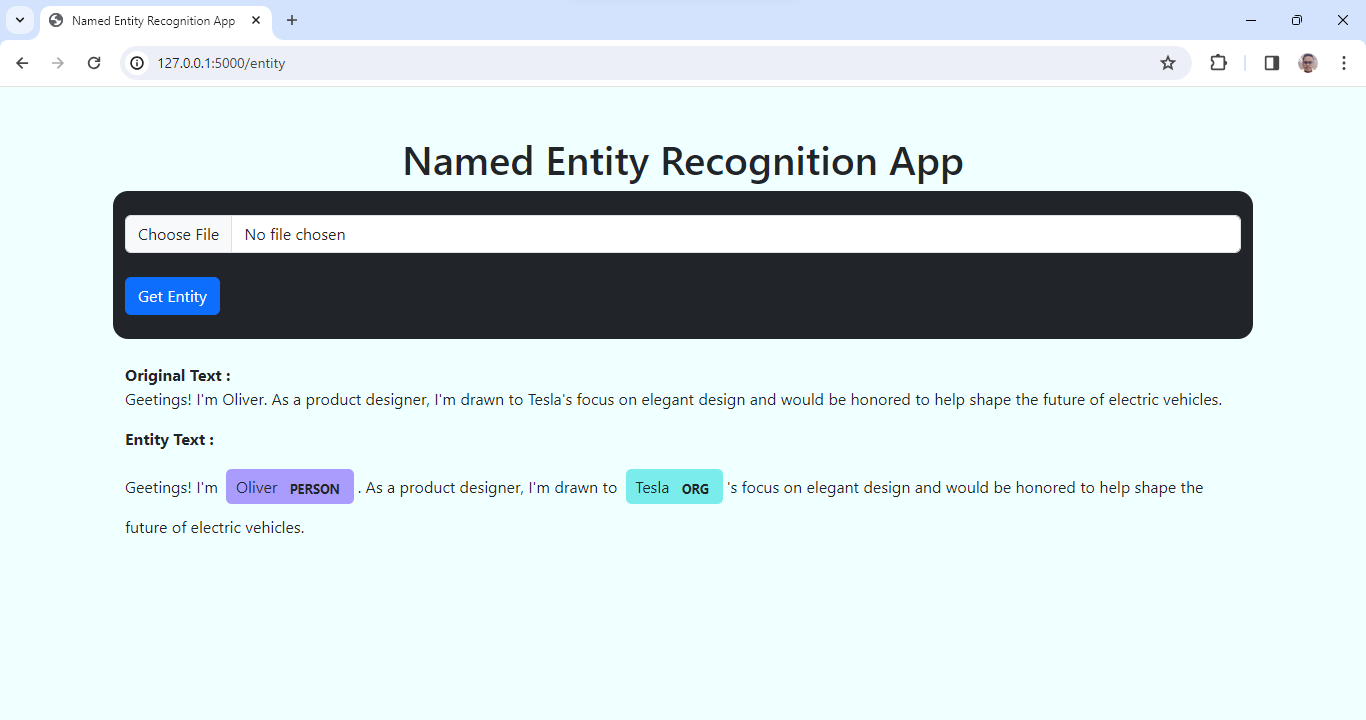 Named Entity Recognition App
127.0.0.1:5000/entity
Named Entity Recognition App
Choose File No file chosen
Get Entity
Original Text :
Geetings! I'm Oliver. As a product designer, I'm drawn to Tesla's focus on elegant design and would be honored to help shape the future of electric vehicles.
Entity Text :
Geetings! I'm Oliver PERSON . As a product designer, I'm drawn to Tesla ORG 's focus on elegant design and would be honored to help shape the
future of electric vehicles.